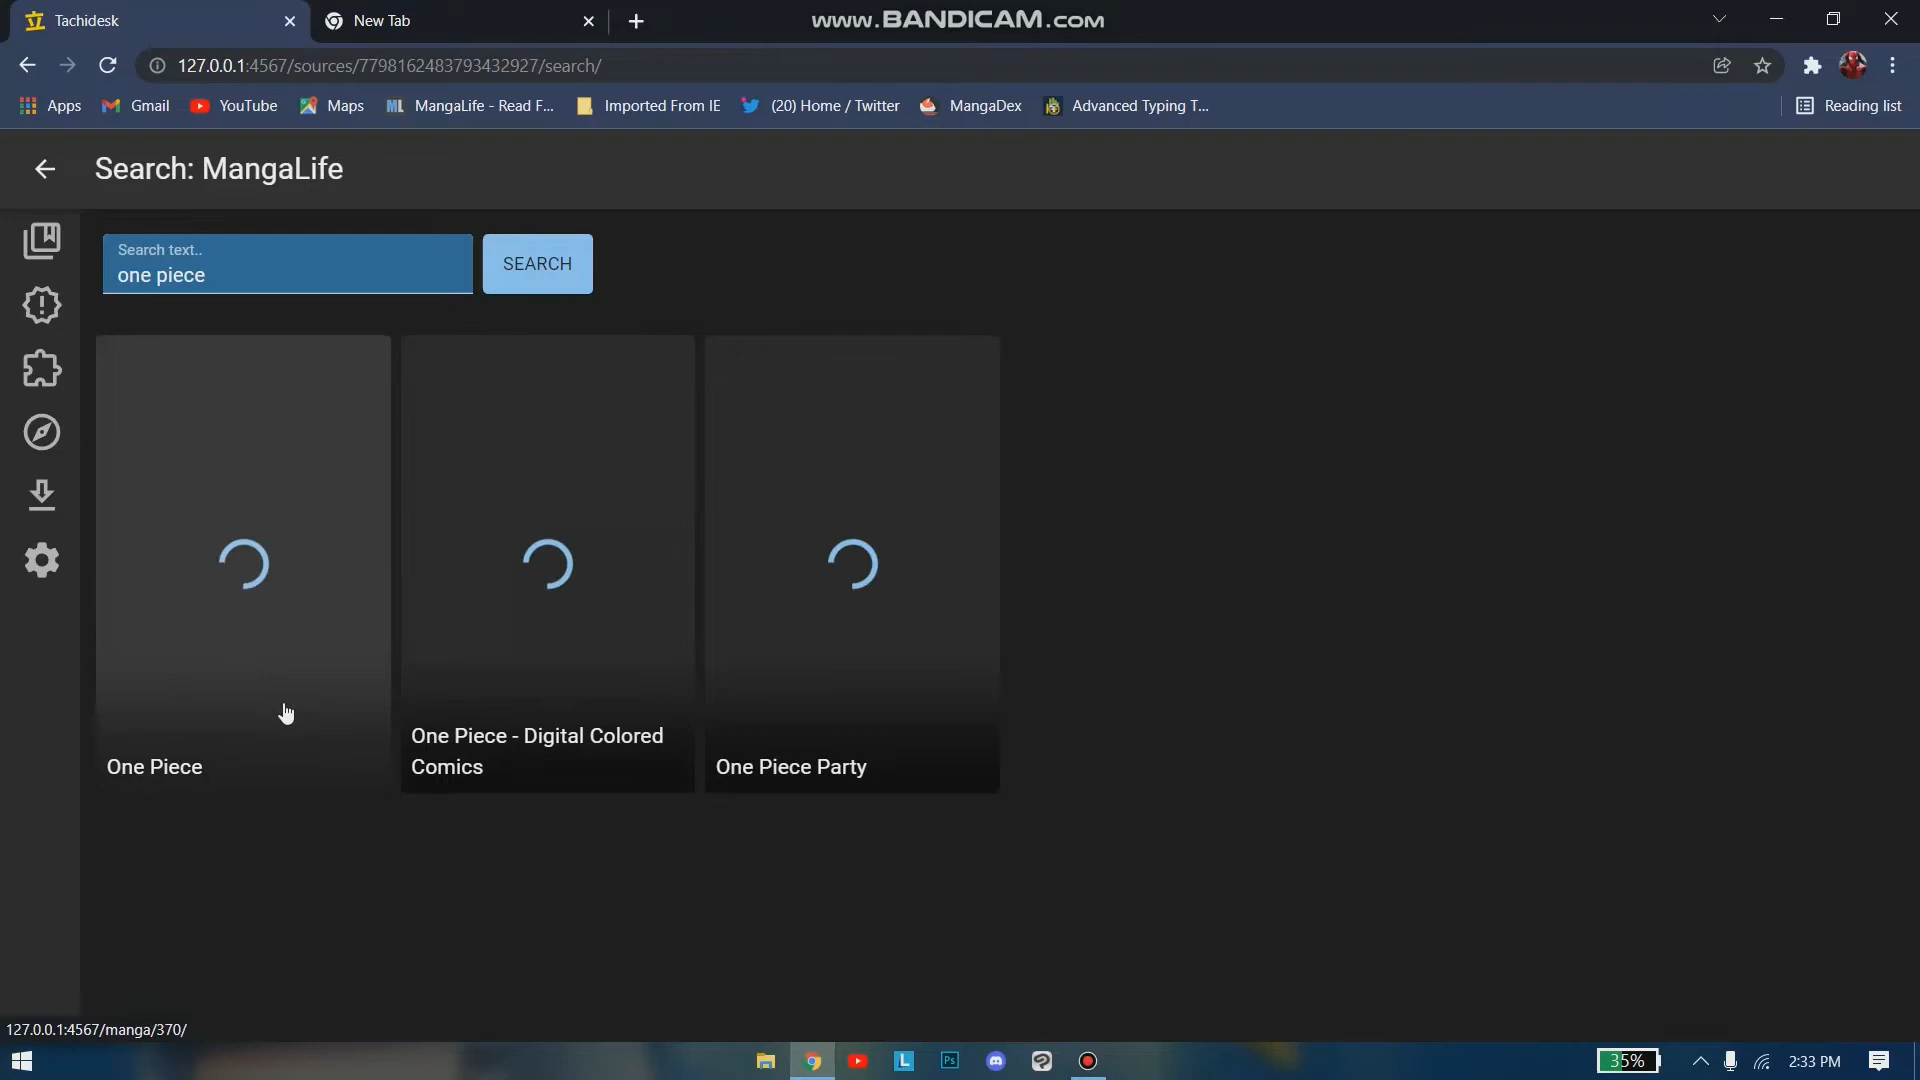 Tachidesk
New Tab
www.BANDICAM.com
127.0.0.1:4567/sources/7798162483793432927/search/
Apps
Gmail
YouTube
Maps
ML
MangaLife - Read F...
Imported From IE
(20) Home / Twitter
MangaDex
Advanced Typing T...
Reading list
Search: MangaLife
Search text..
one piece
SEARCH
One Piece
One Piece - Digital Colored
Comics
One Piece Party
127.0.0.1:4567/manga/370/
L
Ps
35%
2:33 PM